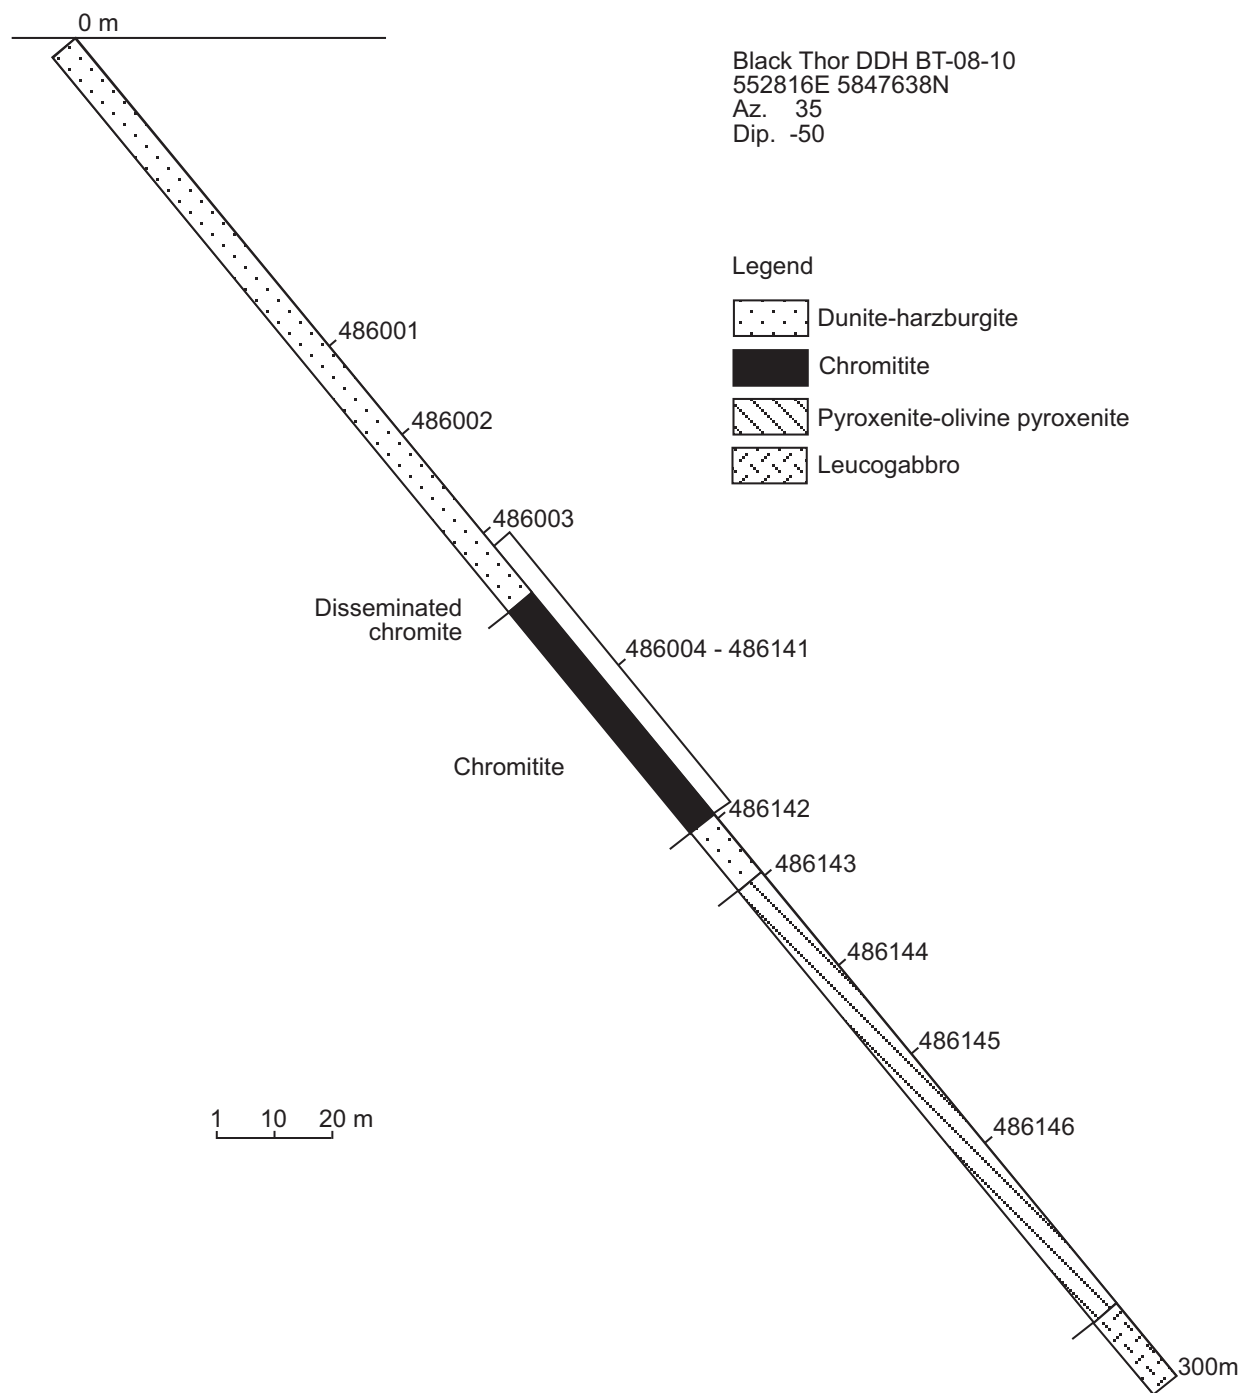 0 m
Black Thor DDH BT-08-10
552816E 5847638N
Az. 35
Dip. -50
Legend
Dunite-harzburgite
Chromitite
Pyroxenite-olivine pyroxenite
Leucogabbro
486001
486002
486003
Disseminated
chromite
486004 - 486141
Chromitite
486142
486143
486144
486145
486146
1 10 20 m
300m